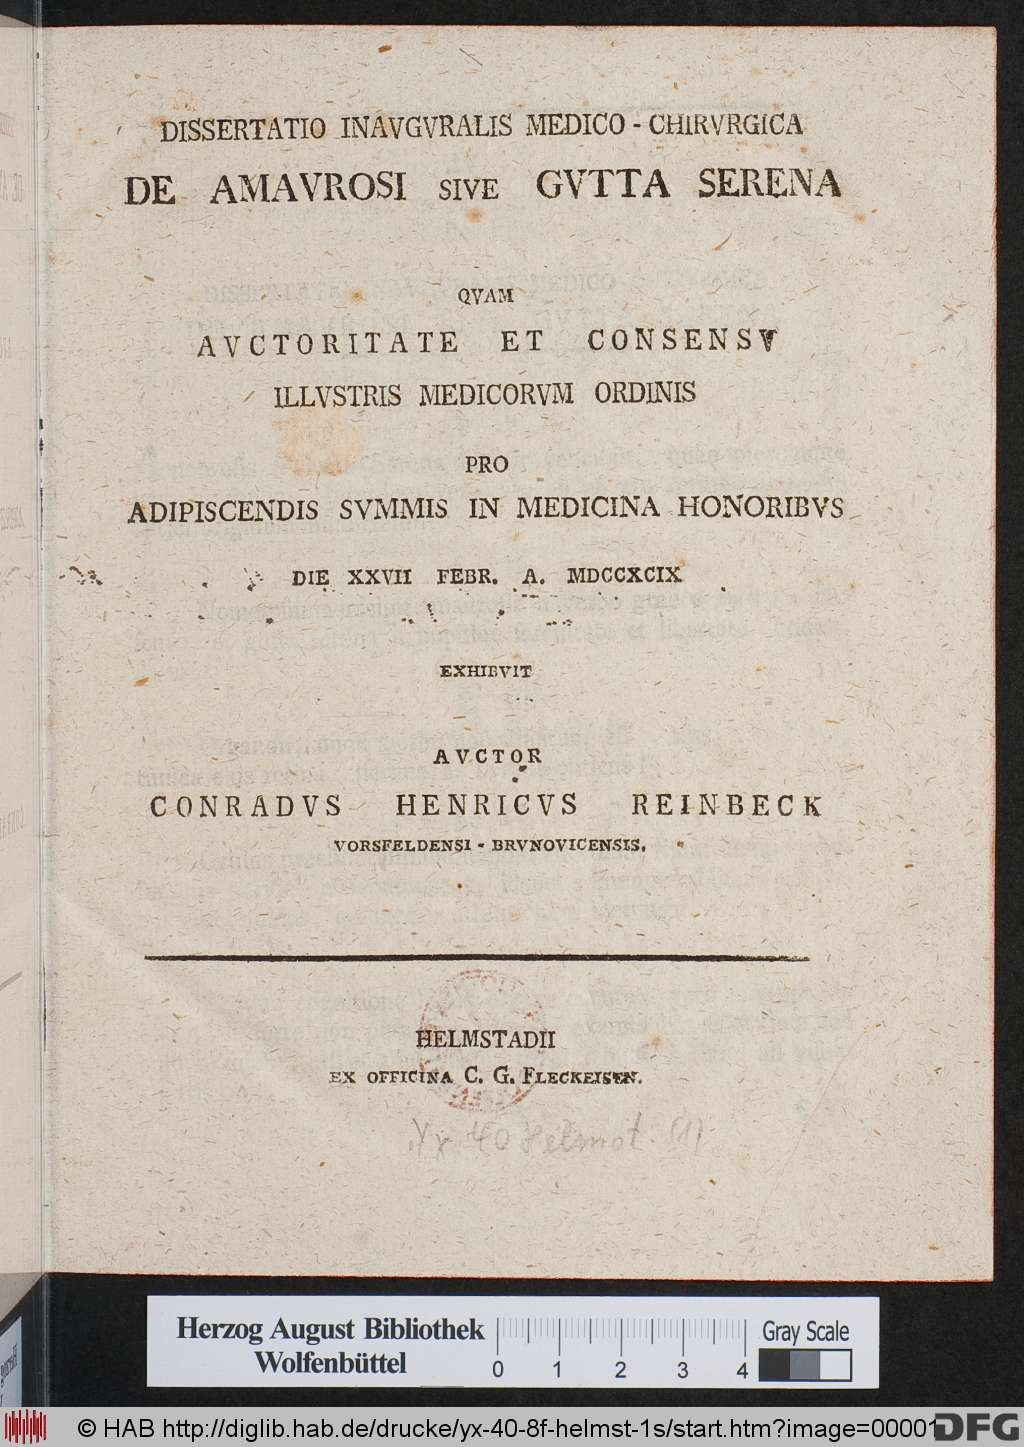 DISSERTATIO INAVGVRALIS MEDICO - CHIRVRGICA
DE AMAVROSI SIVE GVTTA SERENA
QVAM
AVCTORITATE ET CONSENSV
ILLVSTRIS MEDICORVM ORDINIS
PRO
ADIPISCENDIS SVMMIS IN MEDICINA HONORIBVS
DIE XXVII FEBR. A. MDCCXCIX
EXHIBVIT
AVCTOR
CONRADVS HENRICVS REINBECK
VORSFELDENSI - BRVNOVICENSIS.
HELMSTADII
EX OFFICINA C. G. FLECKEISEN.
Yx 40 Helmst.
Herzog August Bibliothek
Wolfenbüttel
0 1 2 3 4
Gray Scale
© HAB http://diglib.hab.de/drucke/yx-40-8f-helmst-1s/start.htm?image=00001
DFG